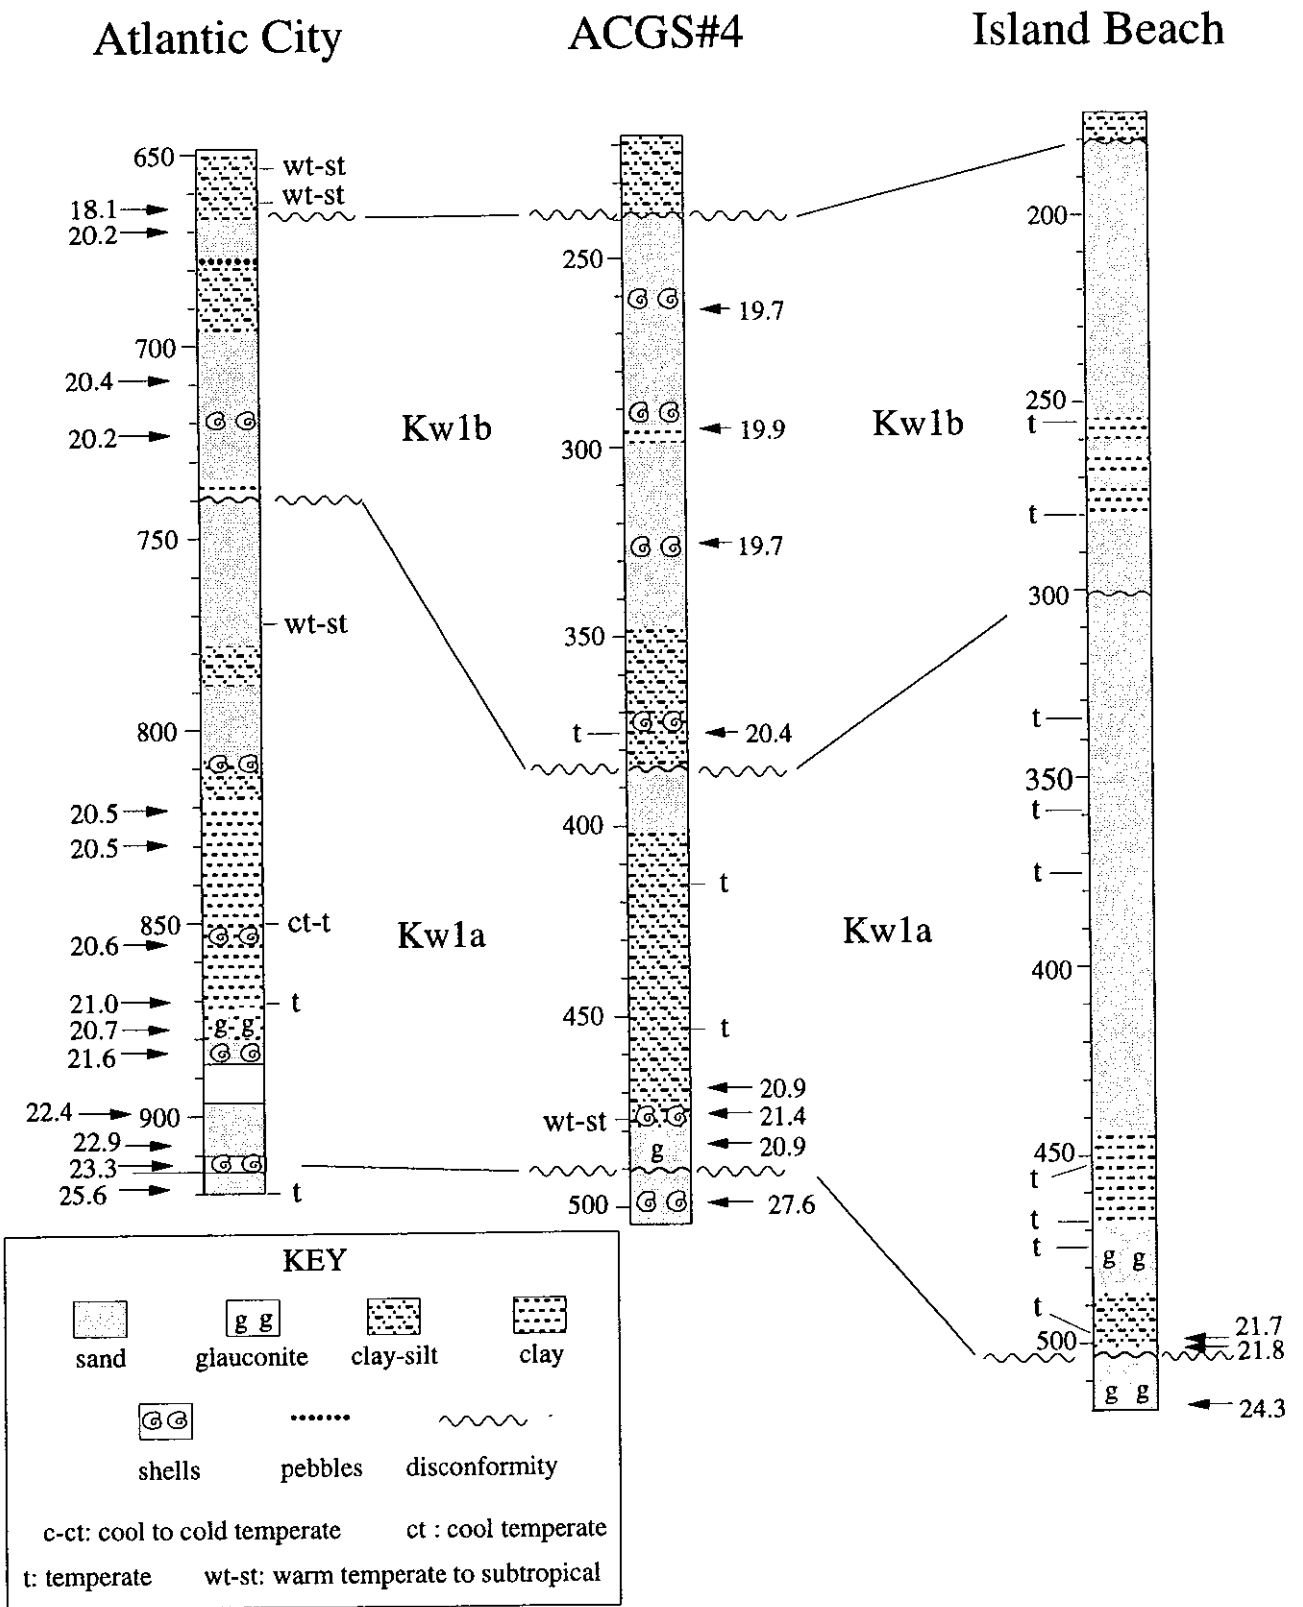 Atlantic City
ACGS#4
Island Beach
650
wt-st
wt-st
18.1
20.2
700
20.4
20.2
750
wt-st
800
20.5
20.5
850
ct-t
20.6
21.0
t
g g
20.7
21.6
22.4
900
22.9
23.3
25.6
t
Kw1b
Kw1a
250
19.7
19.9
300
19.7
350
t
20.4
400
t
450
t
20.9
21.4
wt-st
g
20.9
500
27.6
Kw1b
Kw1a
200
250
t
t
300
t
350
t
t
400
450
t
t
t
g g
t
500
21.7
21.8
g g
24.3
KEY
g g
sand glauconite clay-silt clay
shells pebbles disconformity
c-ct: cool to cold temperate ct : cool temperate
t: temperate wt-st: warm temperate to subtropical